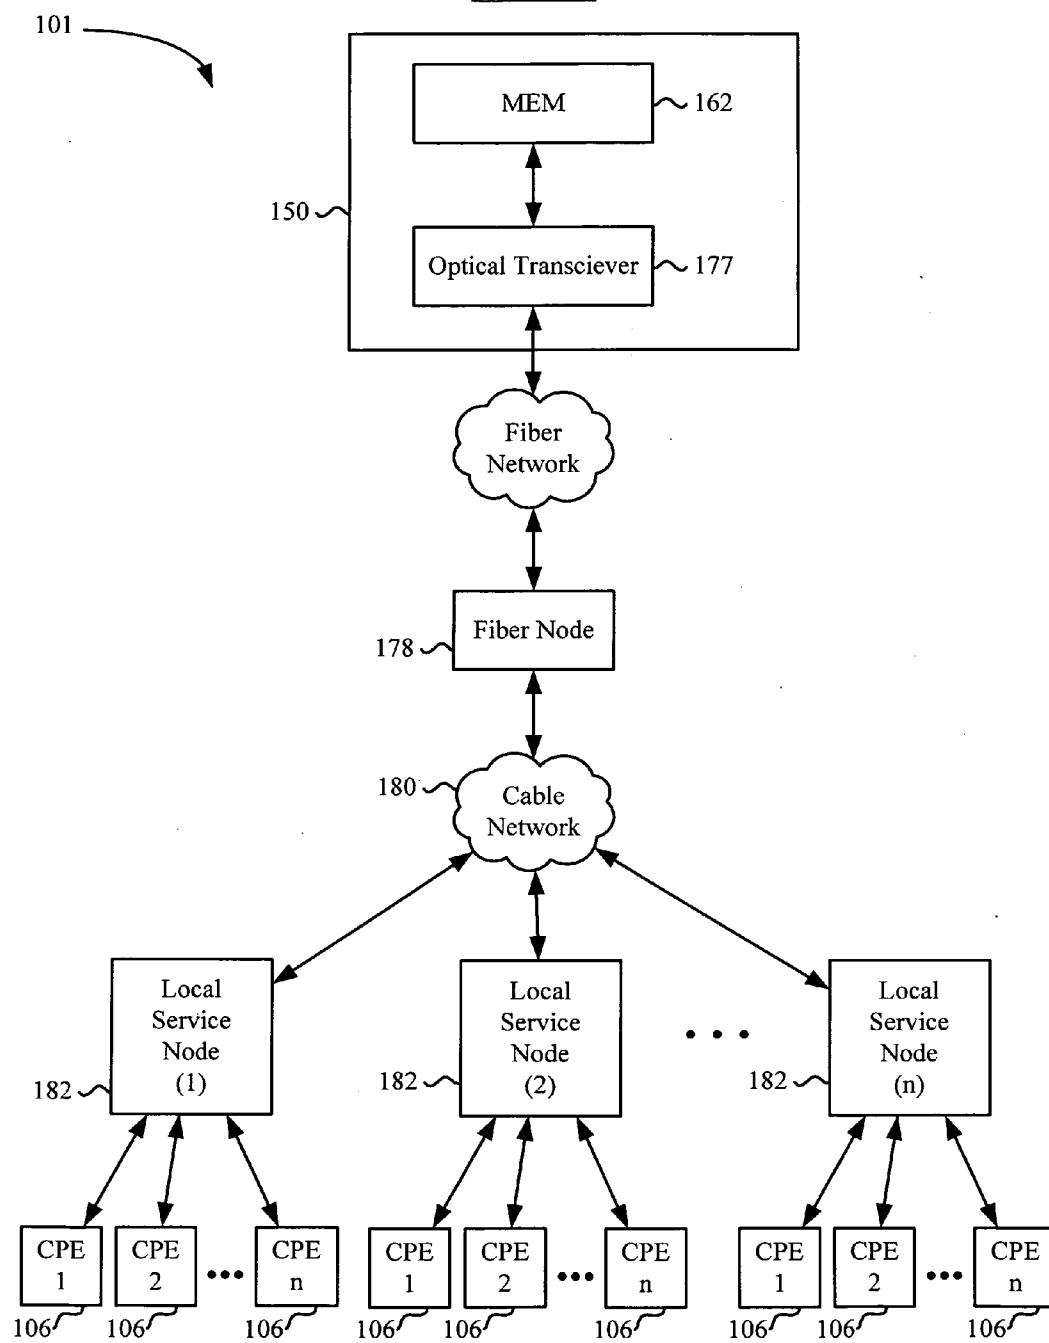 101
MEM
162
150
Optical Transciever
177
Fiber
Network
Fiber Node
178
180
Cable
Network
Local
Service
Node
(1)
182
Local
Service
Node
(2)
182
Local
Service
Node
(n)
182
CPE
1
106
CPE
2
106
CPE
n
106
CPE
1
106
CPE
2
106
CPE
n
106
CPE
1
106
CPE
2
106
CPE
n
106